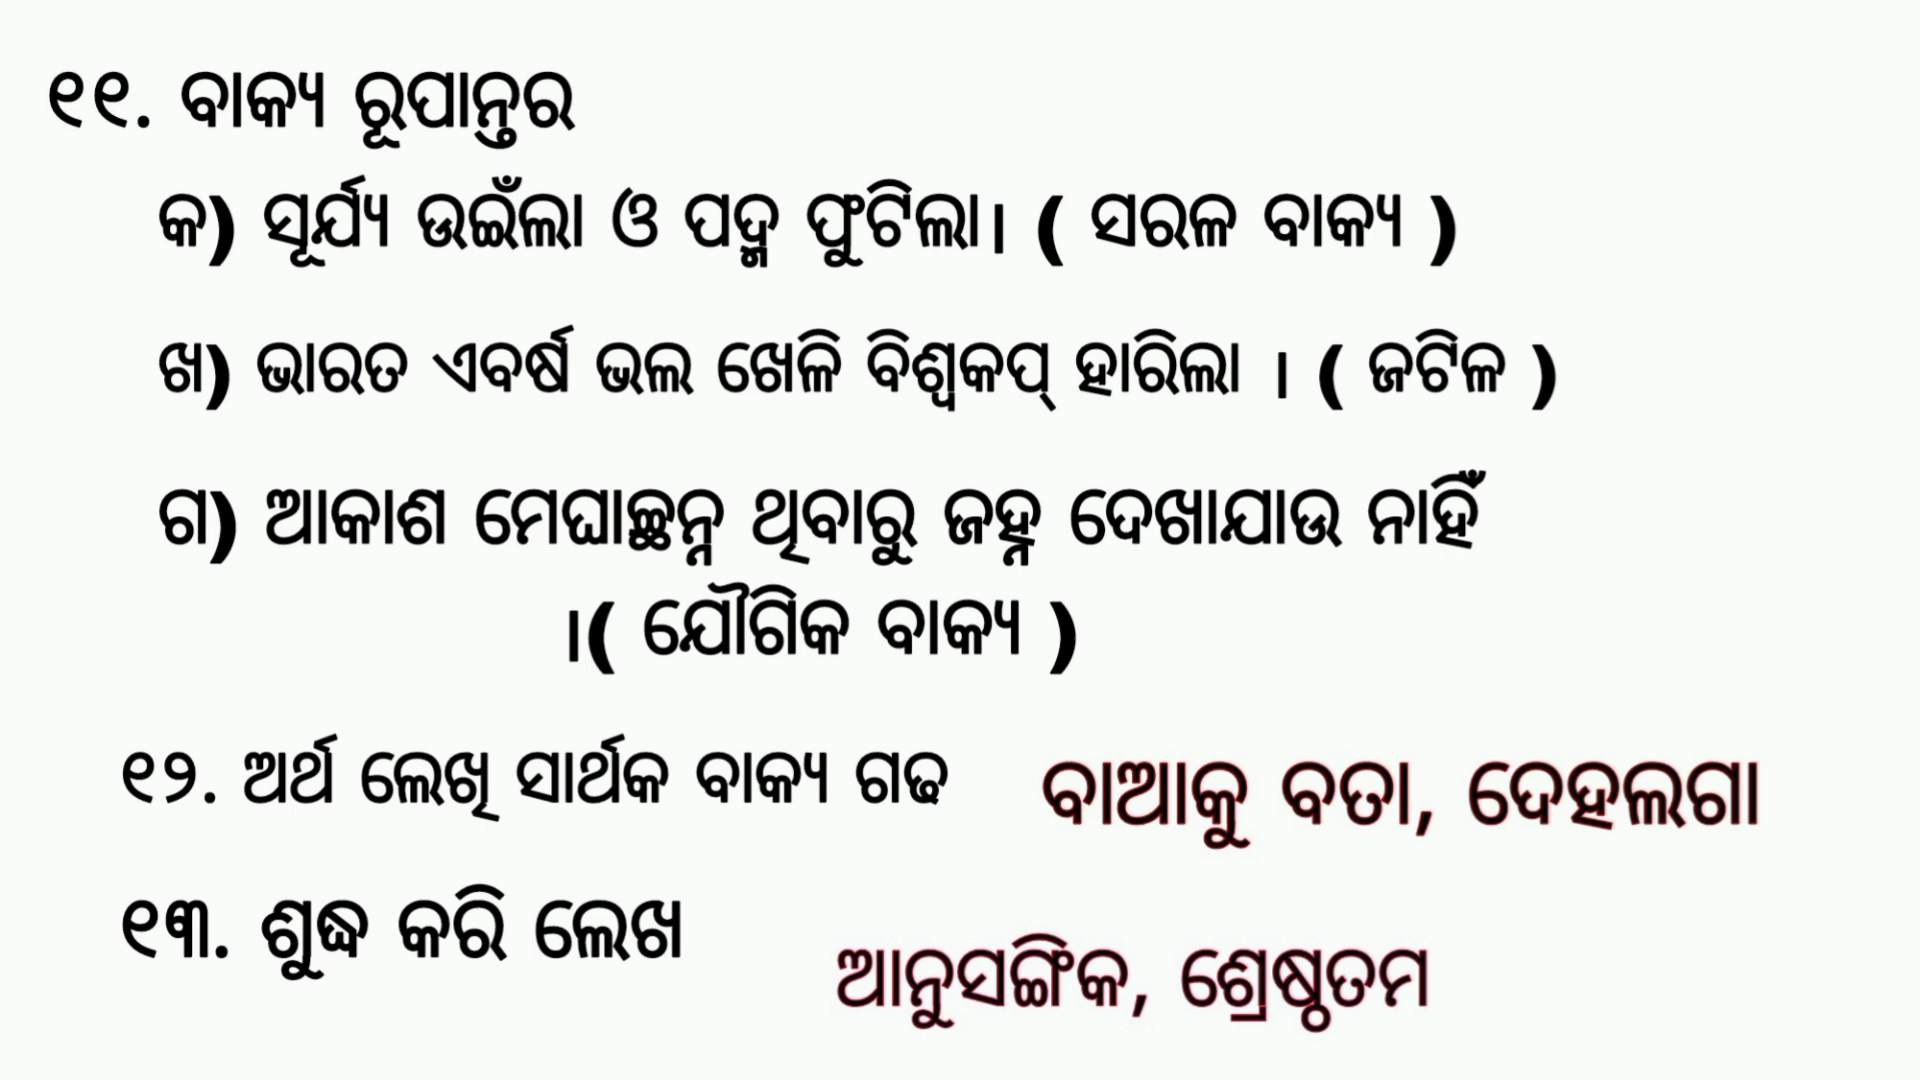 ୧୧. ବାକ୍ୟ ରୂପାନ୍ତର
କ) ସୂର୍ଯ୍ୟ ଉଇଁଲା ଓ ପଦ୍ମ ଫୁଟିଲା। ( ସରଳ ବାକ୍ୟ )
ଖ) ଭାରତ ଏବର୍ଷ ଭଲ ଖେଳି ବିଶ୍ୱକପ୍ ହାରିଲା । ( ଜଟିଳ )
ଗ) ଆକାଶ ମେଘାଚ୍ଛନ୍ନ ଥିବାରୁ ଜହ୍ନ ଦେଖାଯାଉ ନାହିଁ
।( ଯୌଗିକ ବାକ୍ୟ )
୧୨. ଅର୍ଥ ଲେଖି ସାର୍ଥକ ବାକ୍ୟ ଗଢ ବାଆକୁ ବତା, ଦେହଲଗା
୧୩. ଶୁଦ୍ଧ କରି ଲେଖ
ଆନୁସଙ୍ଗିକ, ଶ୍ରେଷ୍ଠତମ